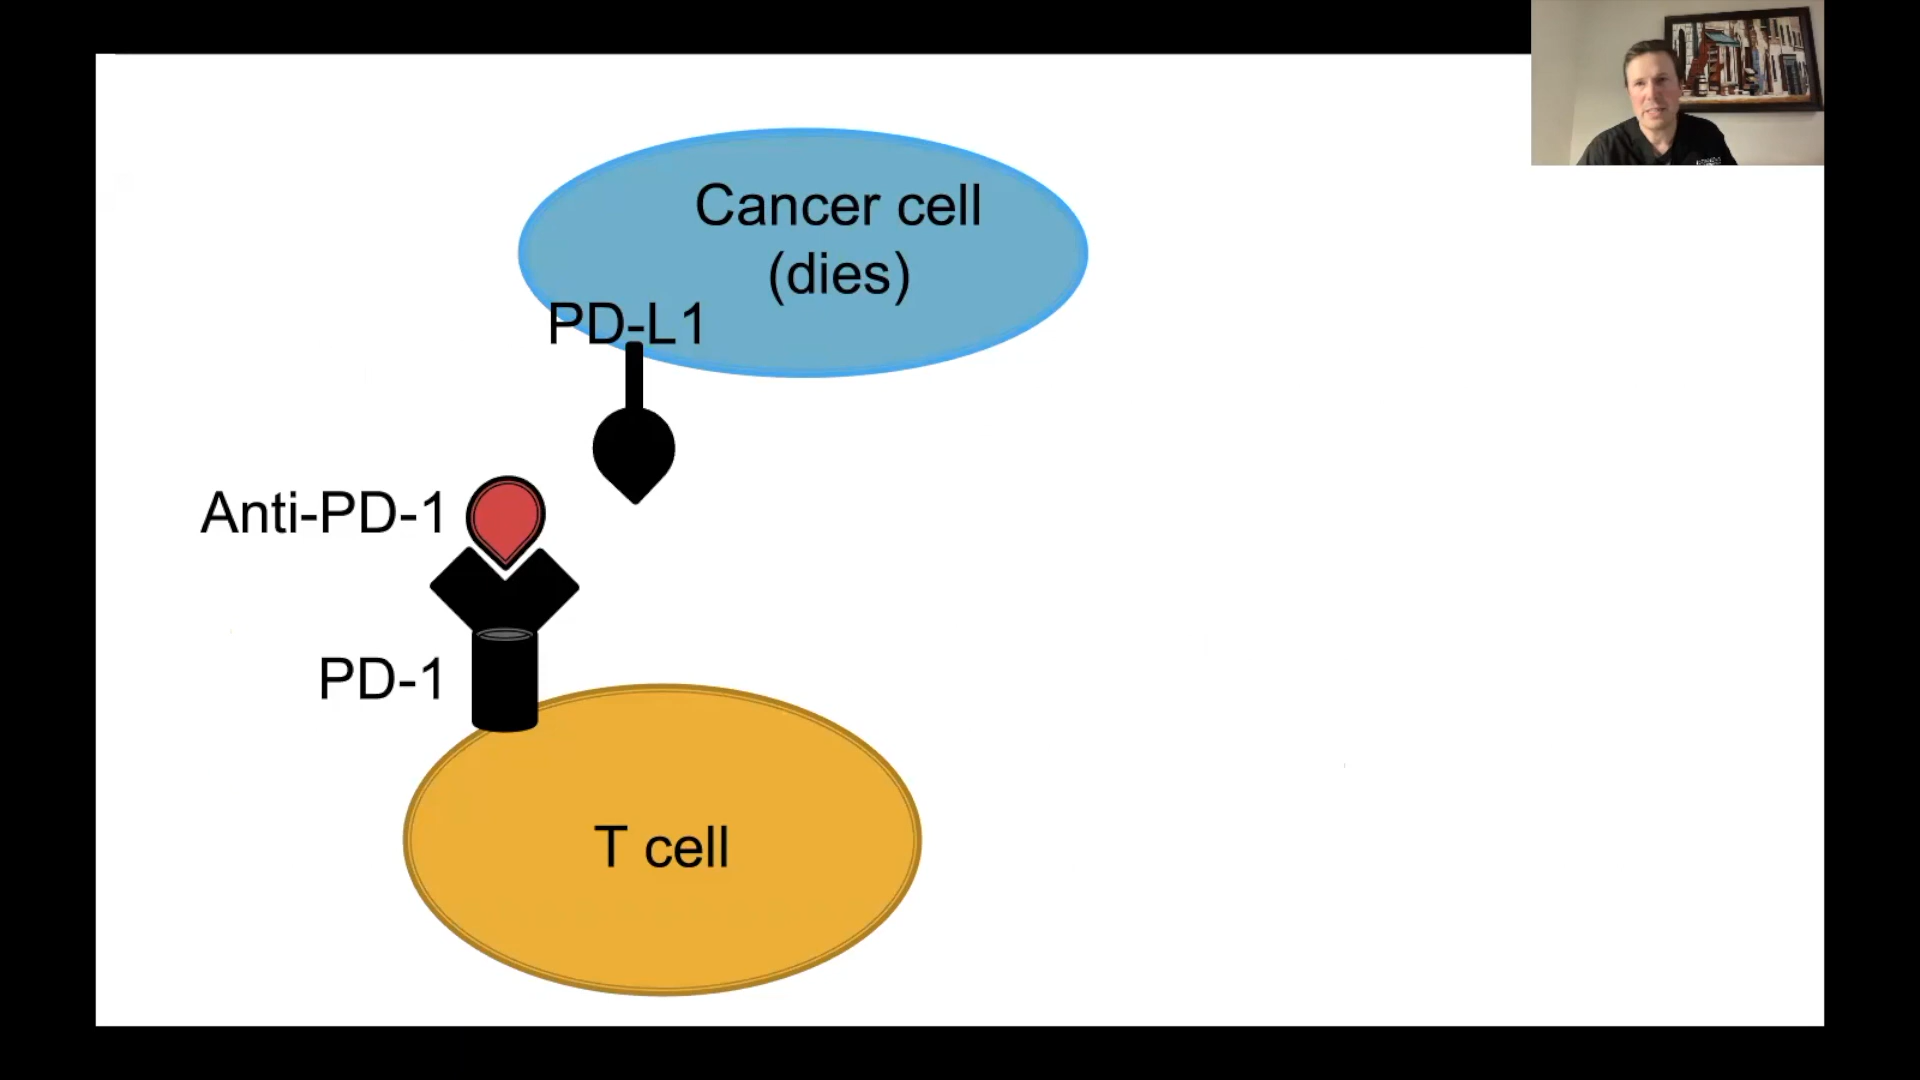 Cancer cell
(dies)
PD-L1
Anti-PD-1
PD-1
T cell